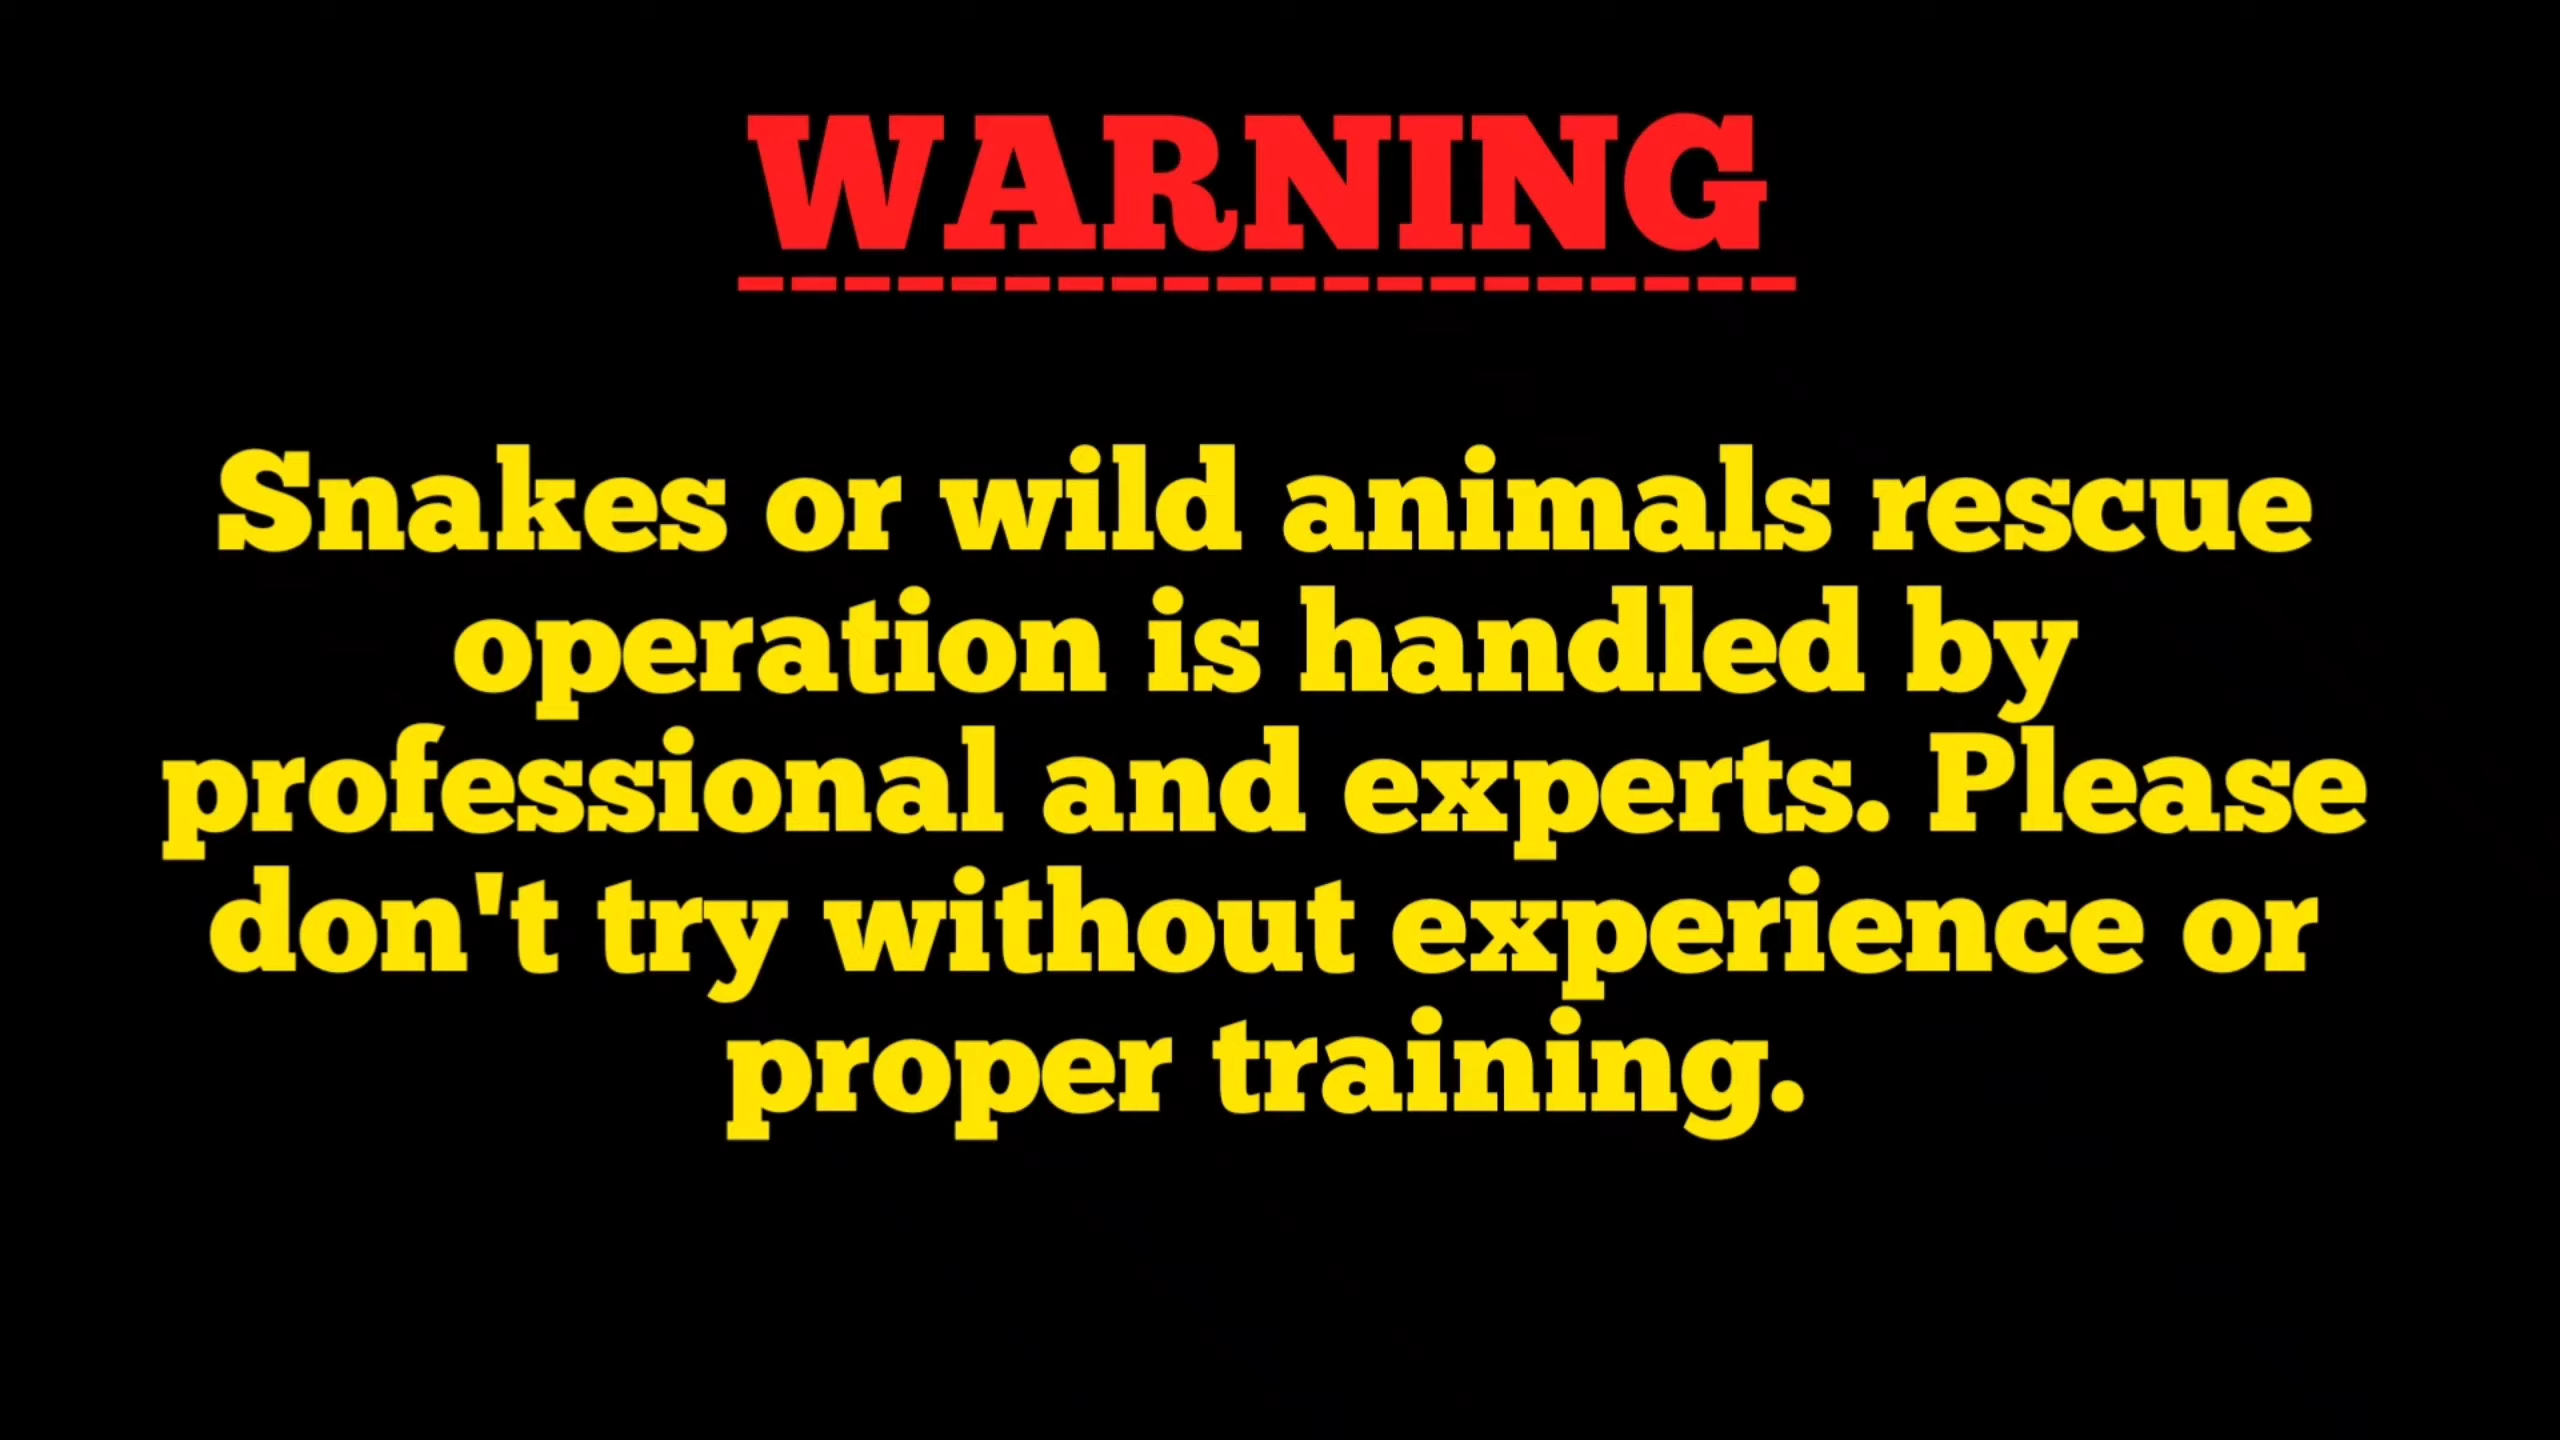 WARNING
--------------------
Snakes or wild animals rescue
operation is handled by
professional and experts. Please
don't try without experience or
proper training.